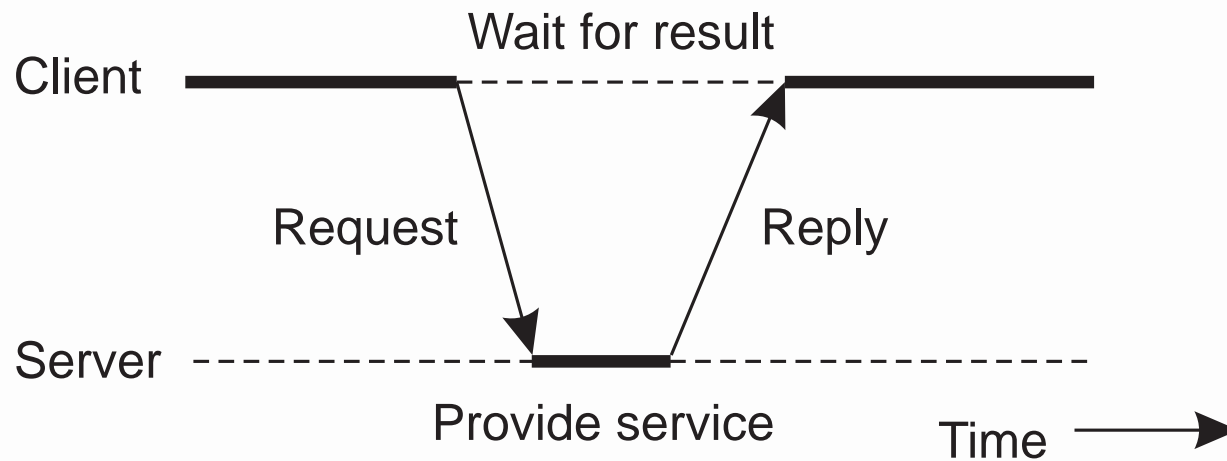 Wait for result
Client
Request
Reply
Server
Provide service
Time